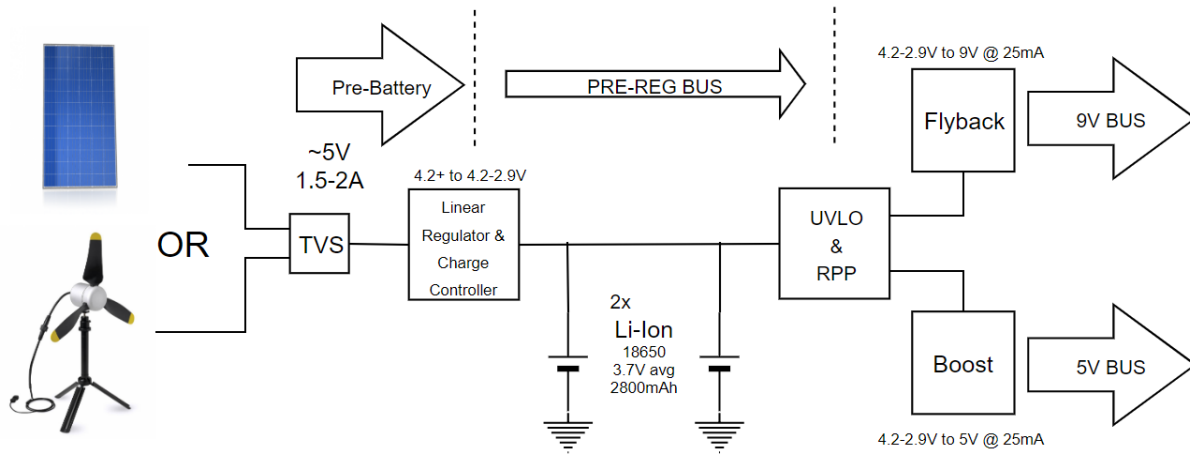 Pre-Battery
PRE-REG BUS
4.2-2.9V to 9V @ 25mA
Flyback
9V BUS
~5V
1.5-2A
4.2+ to 4.2-2.9V
OR
TVS
Linear
Regulator &
Charge
Controller
UVLO
&
RPP
2x
Li-Ion
18650
3.7V avg
2800mAh
Boost
5V BUS
4.2-2.9V to 5V @ 25mA